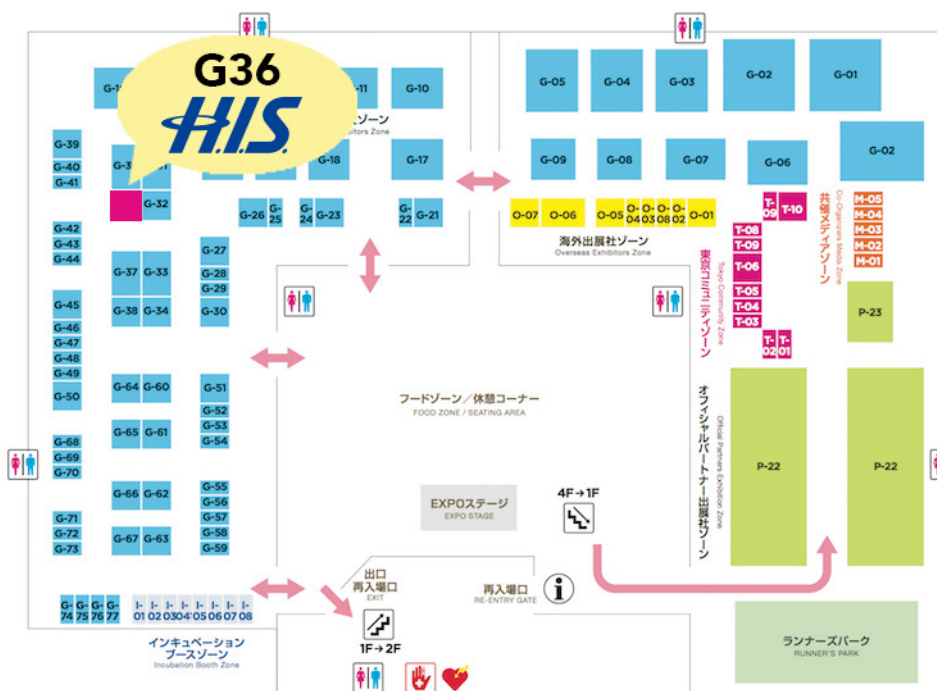 G36
H.I.S.
G-10
G-05
G-04
G-03
G-02
G-01
G-39
G-40
G-41
G-32
G-18
G-17
G-09
G-08
G-07
G-06
G-02
G-26
G-25
G-24
G-23
G-22
G-21
O-07
O-06
O-05
O-04
O-03
O-08
O-02
O-01
海外出展社ゾーン
Overseas Exhibitors Zone
T-09
T-10
T-08
T-09
T-06
T-05
T-04
T-03
T-02
T-01
東京コミュニティゾーン
Tokyo Community Zone
共催メディアゾーン
Co-Organizers Media Zone
M-05
M-04
M-03
M-02
M-01
P-23
G-42
G-43
G-44
G-37
G-33
G-38
G-34
G-27
G-28
G-29
G-30
G-45
G-46
G-47
G-48
G-49
G-50
G-64
G-60
G-65
G-61
G-51
G-52
G-53
G-54
フードゾーン／休憩コーナー
FOOD ZONE / SEATING AREA
オフィシャルパートナー出展社ゾーン
Official Partners Exhibition Zone
P-22
P-22
G-68
G-69
G-70
G-66
G-62
G-67
G-63
G-55
G-56
G-57
G-58
G-59
G-71
G-72
G-73
EXPOステージ
EXPO STAGE
4F→1F
G-74
G-75
G-76
G-77
I-01
I-02
I-03
I-04
I-05
I-06
I-07
I-08
インキュベーション
ブースゾーン
Incubation Booth Zone
出口
再入場口
EXIT
1F→2F
再入場口
RE-ENTRY GATE
i
ランナーズパーク
RUNNER'S PARK